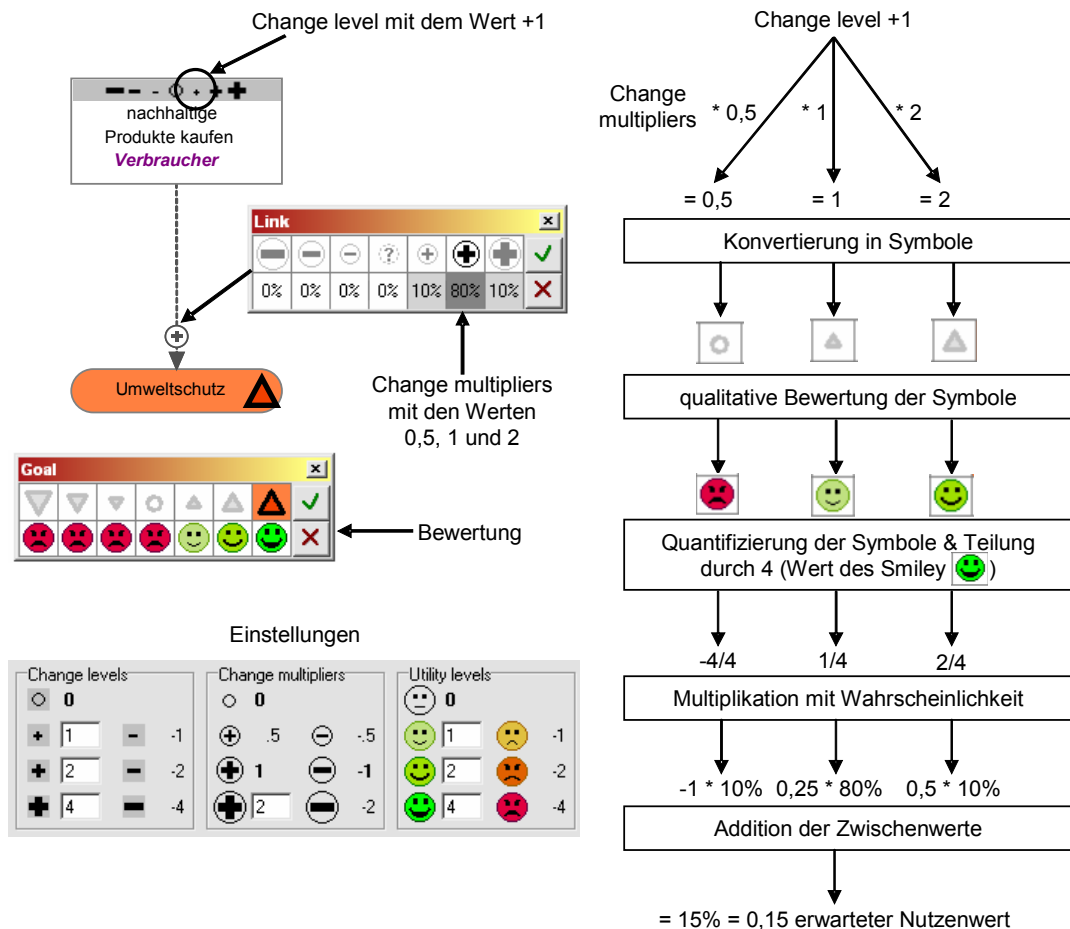 Change level mit dem Wert +1
nachhaltige
Produkte kaufen
Verbraucher
Link
0% 0% 0% 0% 10% 80% 10%
Umweltschutz
Change multipliers
mit den Werten
0,5, 1 und 2
Goal
Bewertung
Einstellungen
Change levels
0
1 -1
2 -2
4 -4
Change multipliers
0
.5 -.5
1 -1
2 -2
Utility levels
0
1 -1
2 -2
4 -4
Change level +1
Change
multipliers
* 0,5 * 1 * 2
= 0,5 = 1 = 2
Konvertierung in Symbole
qualitative Bewertung der Symbole
Quantifizierung der Symbole & Teilung
durch 4 (Wert des Smiley )
-4/4 1/4 2/4
Multiplikation mit Wahrscheinlichkeit
-1 * 10% 0,25 * 80% 0,5 * 10%
Addition der Zwischenwerte
= 15% = 0,15 erwarteter Nutzenwert